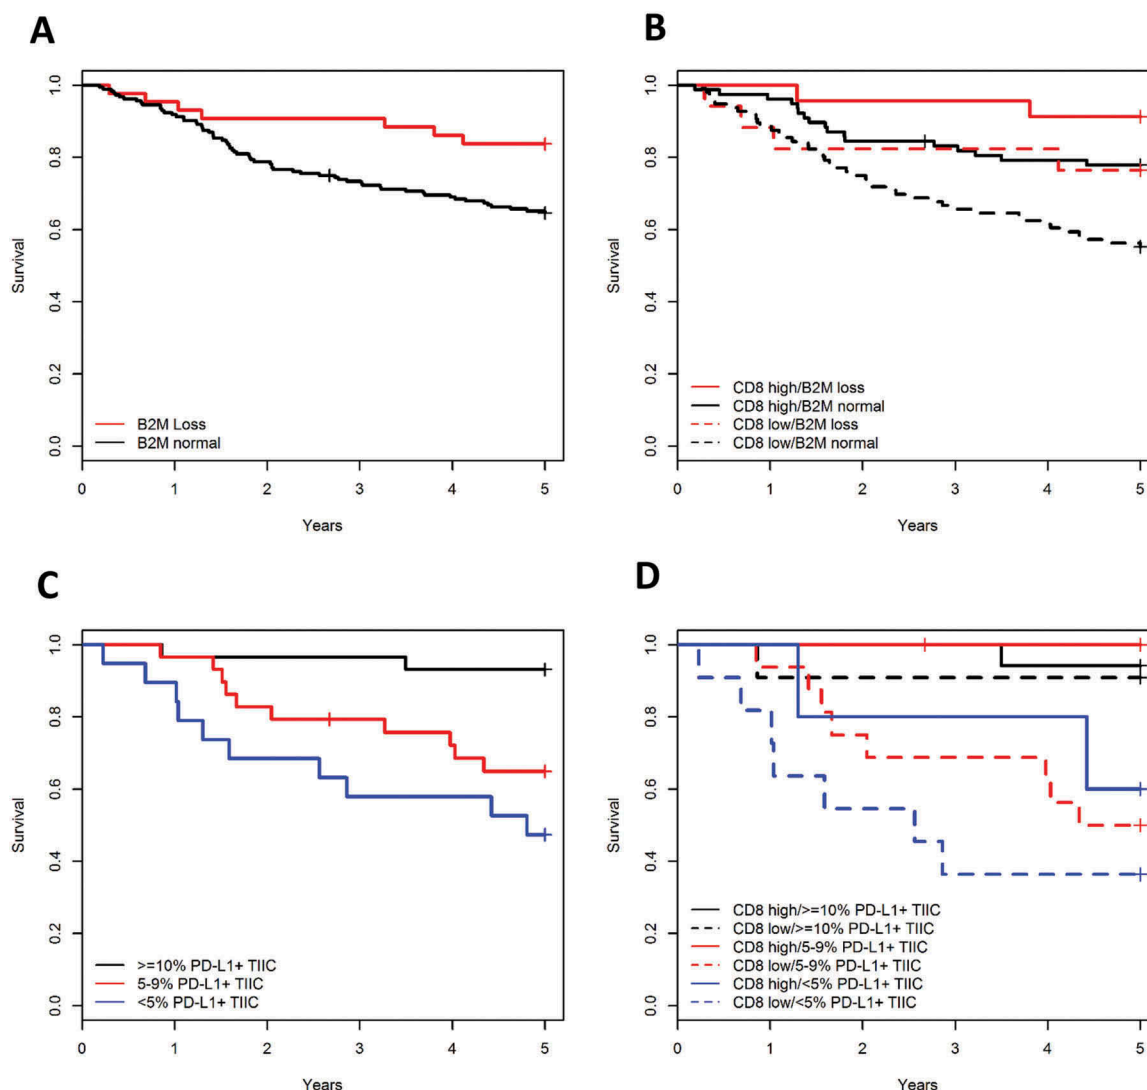 A
1.0
0.8
0.6
0.4
0.2
0.0
Survival
B2M Loss
B2M normal
0 1 2 3 4 5
Years
B
1.0
0.8
0.6
0.4
0.2
0.0
Survival
CD8 high/B2M loss
CD8 high/B2M normal
CD8 low/B2M loss
CD8 low/B2M normal
0 1 2 3 4 5
Years
C
1.0
0.8
0.6
0.4
0.2
0.0
Survival
>=10% PD-L1+ TIIC
5-9% PD-L1+ TIIC
<5% PD-L1+ TIIC
0 1 2 3 4 5
Years
D
1.0
0.8
0.6
0.4
0.2
0.0
Survival
CD8 high/>=10% PD-L1+ TIIC
CD8 low/>=10% PD-L1+ TIIC
CD8 high/5-9% PD-L1+ TIIC
CD8 low/5-9% PD-L1+ TIIC
CD8 high/<5% PD-L1+ TIIC
CD8 low/<5% PD-L1+ TIIC
0 1 2 3 4 5
Years